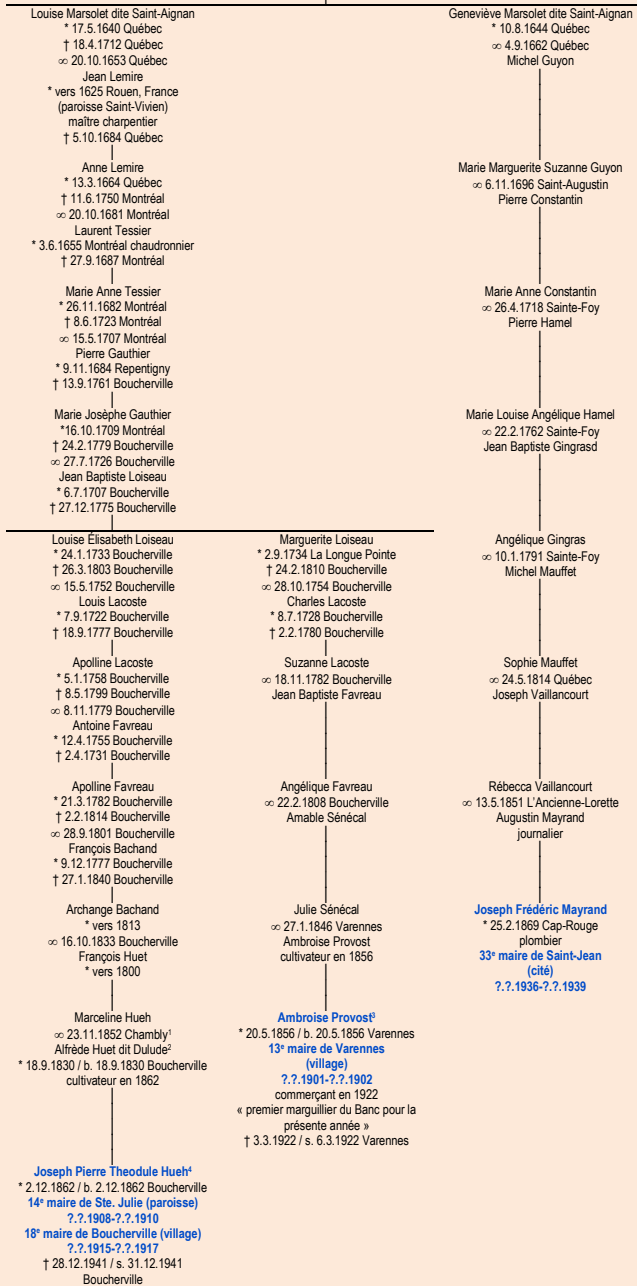 Louise Marsolet dite Saint-Aignan
* 17.5.1640 Québec
† 18.4.1712 Québec
∞ 20.10.1653 Québec
Jean Lemire
* vers 1625 Rouen, France
(paroisse Saint-Vivien)
maître charpentier
† 5.10.1684 Québec
Anne Lemire
* 13.3.1664 Québec
† 11.6.1750 Montréal
∞ 20.10.1681 Montréal
Laurent Tessier
* 3.6.1655 Montréal chaudronnier
† 27.9.1687 Montréal
Marie Anne Tessier
* 26.11.1682 Montréal
† 8.6.1723 Montréal
∞ 15.5.1707 Montréal
Pierre Gauthier
* 9.11.1684 Repentigny
† 13.9.1761 Boucherville
Marie Josèphe Gauthier
*16.10.1709 Montréal
† 24.2.1779 Boucherville
∞ 27.7.1726 Boucherville
Jean Baptiste Loiseau
* 6.7.1707 Boucherville
† 27.12.1775 Boucherville
Louise Élisabeth Loiseau
* 24.1.1733 Boucherville
† 26.3.1803 Boucherville
∞ 15.5.1752 Boucherville
Louis Lacoste
* 7.9.1722 Boucherville
† 18.9.1777 Boucherville
Apolline Lacoste
* 5.1.1758 Boucherville
† 8.5.1799 Boucherville
∞ 8.11.1779 Boucherville
Antoine Favreau
* 12.4.1755 Boucherville
† 2.4.1731 Boucherville
Apolline Favreau
* 21.3.1782 Boucherville
† 2.2.1814 Boucherville
∞ 28.9.1801 Boucherville
François Bachand
* 9.12.1777 Boucherville
† 27.1.1840 Boucherville
Archange Bachand
* vers 1813
∞ 16.10.1833 Boucherville
François Huet
* vers 1800
Marceline Hueh
∞ 23.11.1852 Chambly¹
Alfrède Huet dit Dulude²
* 18.9.1830 / b. 18.9.1830 Boucherville
cultivateur en 1862
Joseph Pierre Theodule Hueh⁴
* 2.12.1862 / b. 2.12.1862 Boucherville
14e maire de Ste. Julie (paroisse)
?.?.1908-?.?.1910
18e maire de Boucherville (village)
?.?.1915-?.?.1917
† 28.12.1941 / s. 31.12.1941
Boucherville
Marguerite Loiseau
* 2.9.1734 La Longue Pointe
† 24.2.1810 Boucherville
∞ 28.10.1754 Boucherville
Charles Lacoste
* 8.7.1728 Boucherville
† 2.2.1780 Boucherville
Suzanne Lacoste
∞ 18.11.1782 Boucherville
Jean Baptiste Favreau
Angélique Favreau
∞ 22.2.1808 Boucherville
Amable Sénécal
Julie Sénécal
∞ 27.1.1846 Varennes
Ambroise Provost
cultivateur en 1856
Ambroise Provost³
* 20.5.1856 / b. 20.5.1856 Varennes
13e maire de Varennes
(village)
?.?.1901-?.?.1902
commerçant en 1922
« premier marguillier du Banc pour la
présente année »
† 3.3.1922 / s. 6.3.1922 Varennes
Geneviève Marsolet dite Saint-Aignan
* 10.8.1644 Québec
∞ 4.9.1662 Québec
Michel Guyon
Marie Marguerite Suzanne Guyon
∞ 6.11.1696 Saint-Augustin
Pierre Constantin
Marie Anne Constantin
∞ 26.4.1718 Sainte-Foy
Pierre Hamel
Marie Louise Angélique Hamel
∞ 22.2.1762 Sainte-Foy
Jean Baptiste Gingrasd
Angélique Gingras
∞ 10.1.1791 Sainte-Foy
Michel Mauffet
Sophie Mauffet
∞ 24.5.1814 Québec
Joseph Vaillancourt
Rébecca Vaillancourt
∞ 13.5.1851 L'Ancienne-Lorette
Augustin Mayrand
journalier
Joseph Frédéric Mayrand
* 25.2.1869 Cap-Rouge
plombier
33e maire de Saint-Jean
(cité)
?.?.1936-?.?.1939